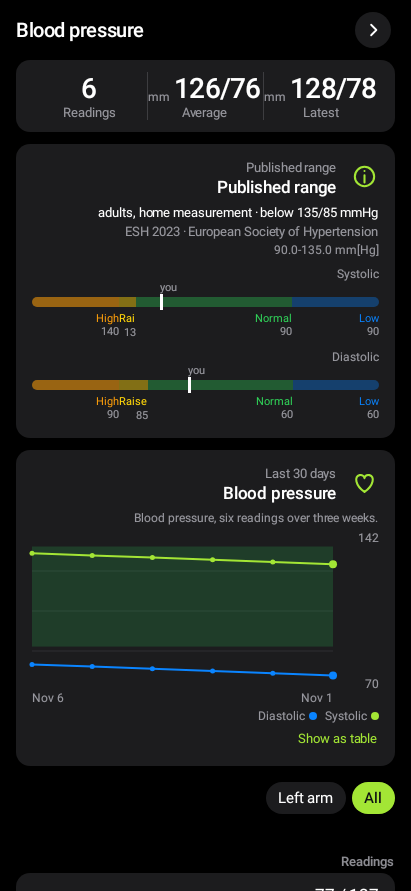 Blood pressure
6
Readings
mm 126/76
Average
mm 128/78
Latest
Published range
Published range
adults, home measurement · below 135/85 mmHg
ESH 2023 · European Society of Hypertension
90.0-135.0 mm[Hg]
Systolic
you
High Rai Normal Low
140 13 90 90
Diastolic
you
High Raise Normal Low
90 85 60 60
Last 30 days
Blood pressure
Blood pressure, six readings over three weeks.
142
70
Nov 6 Nov 1
Diastolic Systolic
Show as table
Left arm All
Readings